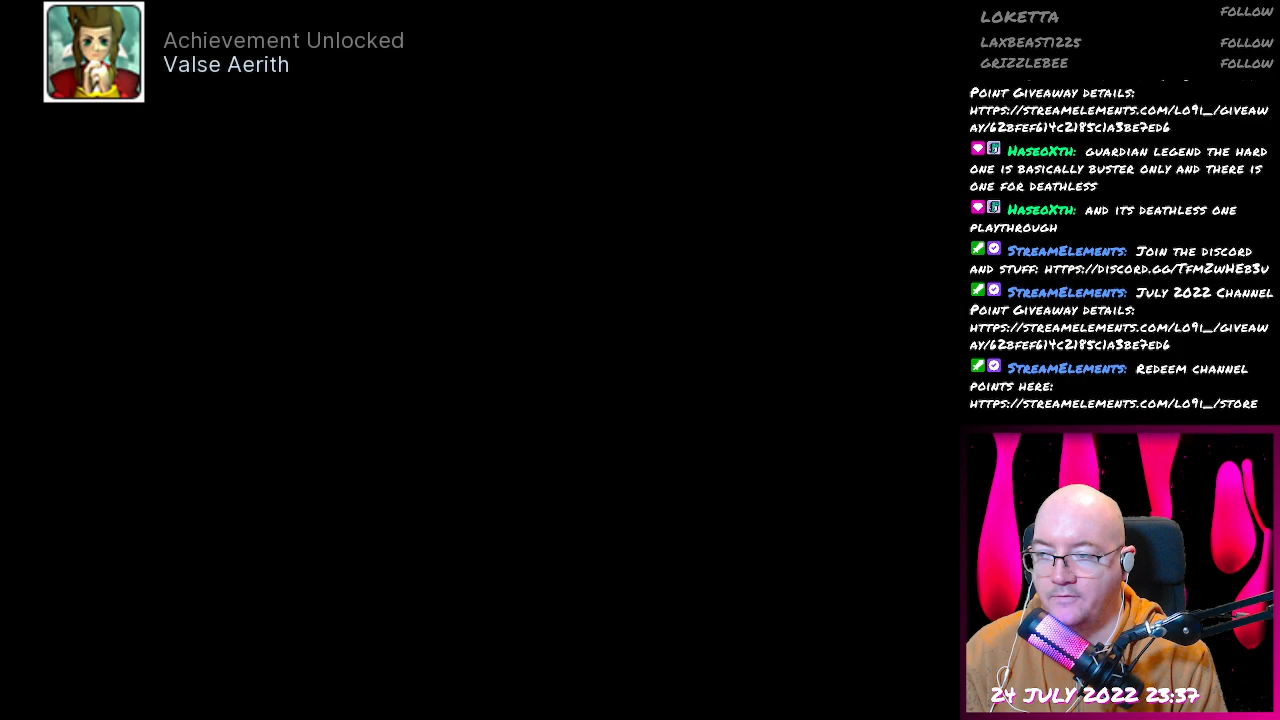 Achievement Unlocked
Valse Aerith
LOKETTA FOLLOW
LAXBEAST1225 FOLLOW
GRIZZLEBEE FOLLOW
POINT GIVEAWAY DETAILS:
HTTPS://STREAMELEMENTS.COM/LO9I_/GIVEAW
AY/62BFEF614C2185C1A3BE7ED6
HASEOXTH: GUARDIAN LEGEND THE HARD
ONE IS BASICALLY BUSTER ONLY AND THERE IS
ONE FOR DEATHLESS
HASEOXTH: AND ITS DEATHLESS ONE
PLAYTHROUGH
STREAMELEMENTS: JOIN THE DISCORD
AND STUFF: HTTPS://DISCORD.GG/TFMZWHE83U
STREAMELEMENTS: JULY 2022 CHANNEL
POINT GIVEAWAY DETAILS:
HTTPS://STREAMELEMENTS.COM/LO9I_/GIVEAW
AY/62BFEF614C2185C1A3BE7ED6
STREAMELEMENTS: REDEEM CHANNEL
POINTS HERE:
HTTPS://STREAMELEMENTS.COM/LO9I_/STORE
24 JULY 2022 23:37